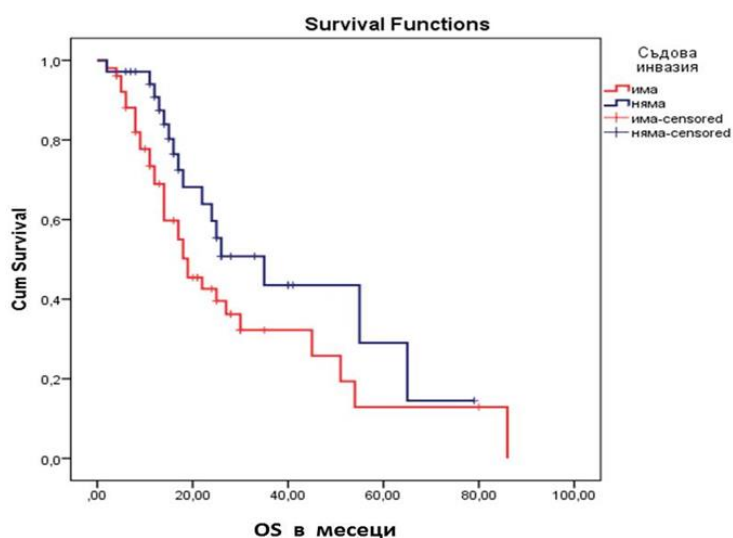 Survival Functions
Съдова
инвазия
има
няма
има-censored
няма-censored
Cum Survival
1,0
0,8
0,6
0,4
0,2
0,0
,00
20,00
40,00
60,00
80,00
100,00
OS в месеци